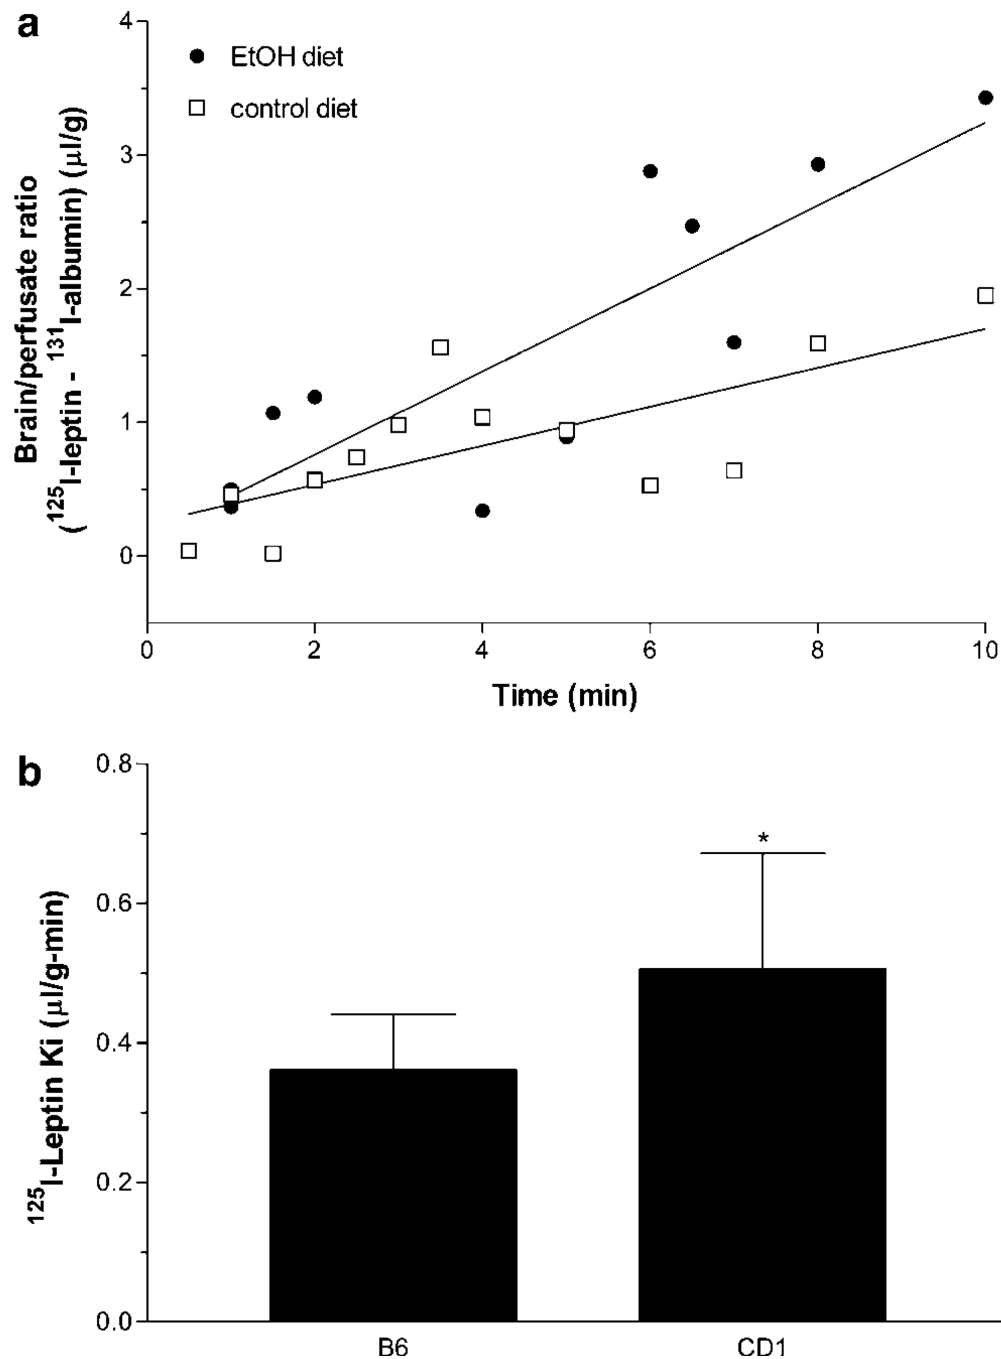 a
EtOH diet
control diet
Brain/perfusate ratio
(¹²⁵I-leptin - ¹³¹I-albumin) (μl/g)
4
3
2
1
0
0 2 4 6 8 10
Time (min)
b
¹²⁵I-Leptin Ki (μl/g-min)
0.8
0.6
0.4
0.2
0.0
*
B6 CD1